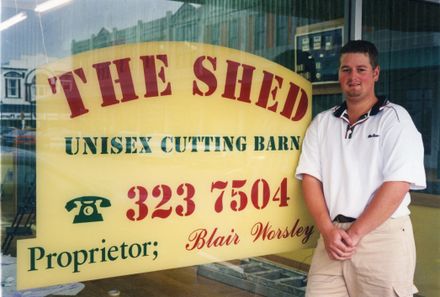 THE SHED
UNISEX CUTTING BARN
323 7504
Proprietor; Blair Worsley